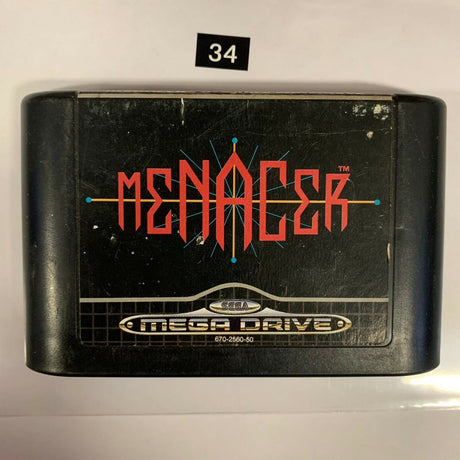 34
MENACER™
SEGA
MEGA DRIVE
670-2560-50